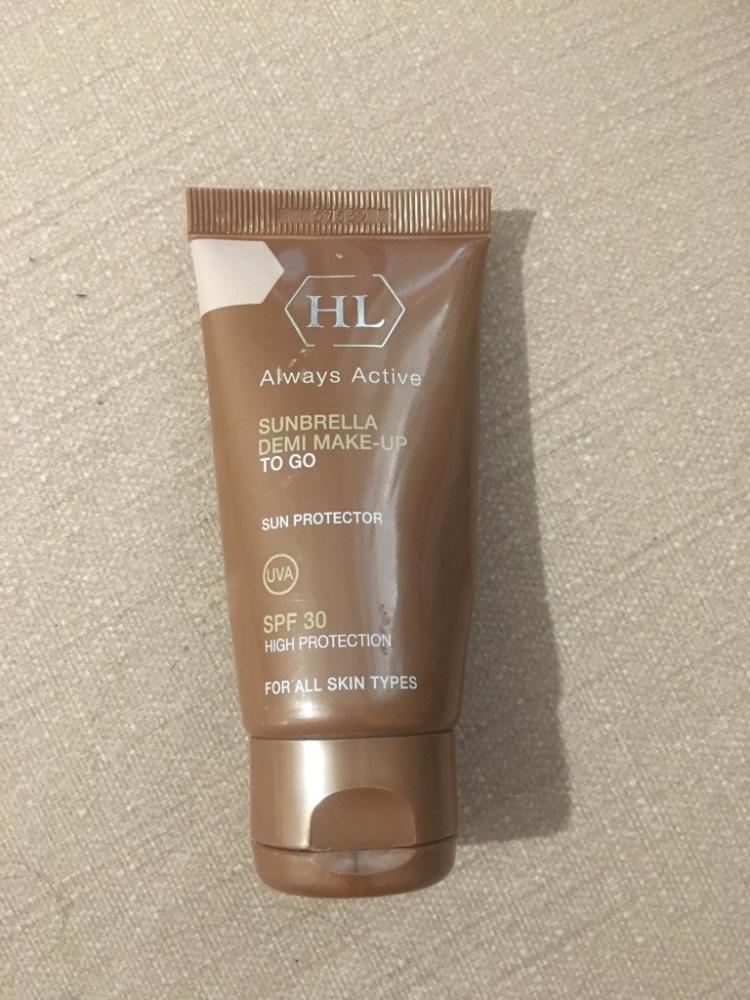 HL
Always Active
SUNBRELLA
DEMI MAKE-UP
TO GO
SUN PROTECTOR
UVA
SPF 30
HIGH PROTECTION
FOR ALL SKIN TYPES